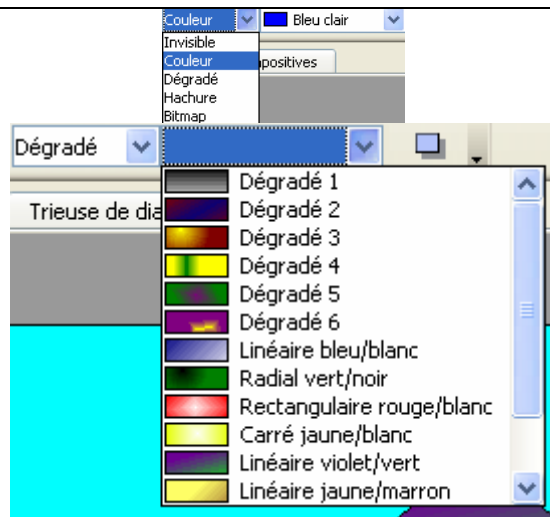 Couleur Bleu clair
Invisible
Couleur
Dégradé
Hachure
Bitmap
positives
Dégradé
Trieuse de dia
Dégradé 1
Dégradé 2
Dégradé 3
Dégradé 4
Dégradé 5
Dégradé 6
Linéaire bleu/blanc
Radial vert/noir
Rectangulaire rouge/blanc
Carré jaune/blanc
Linéaire violet/vert
Linéaire jaune/marron